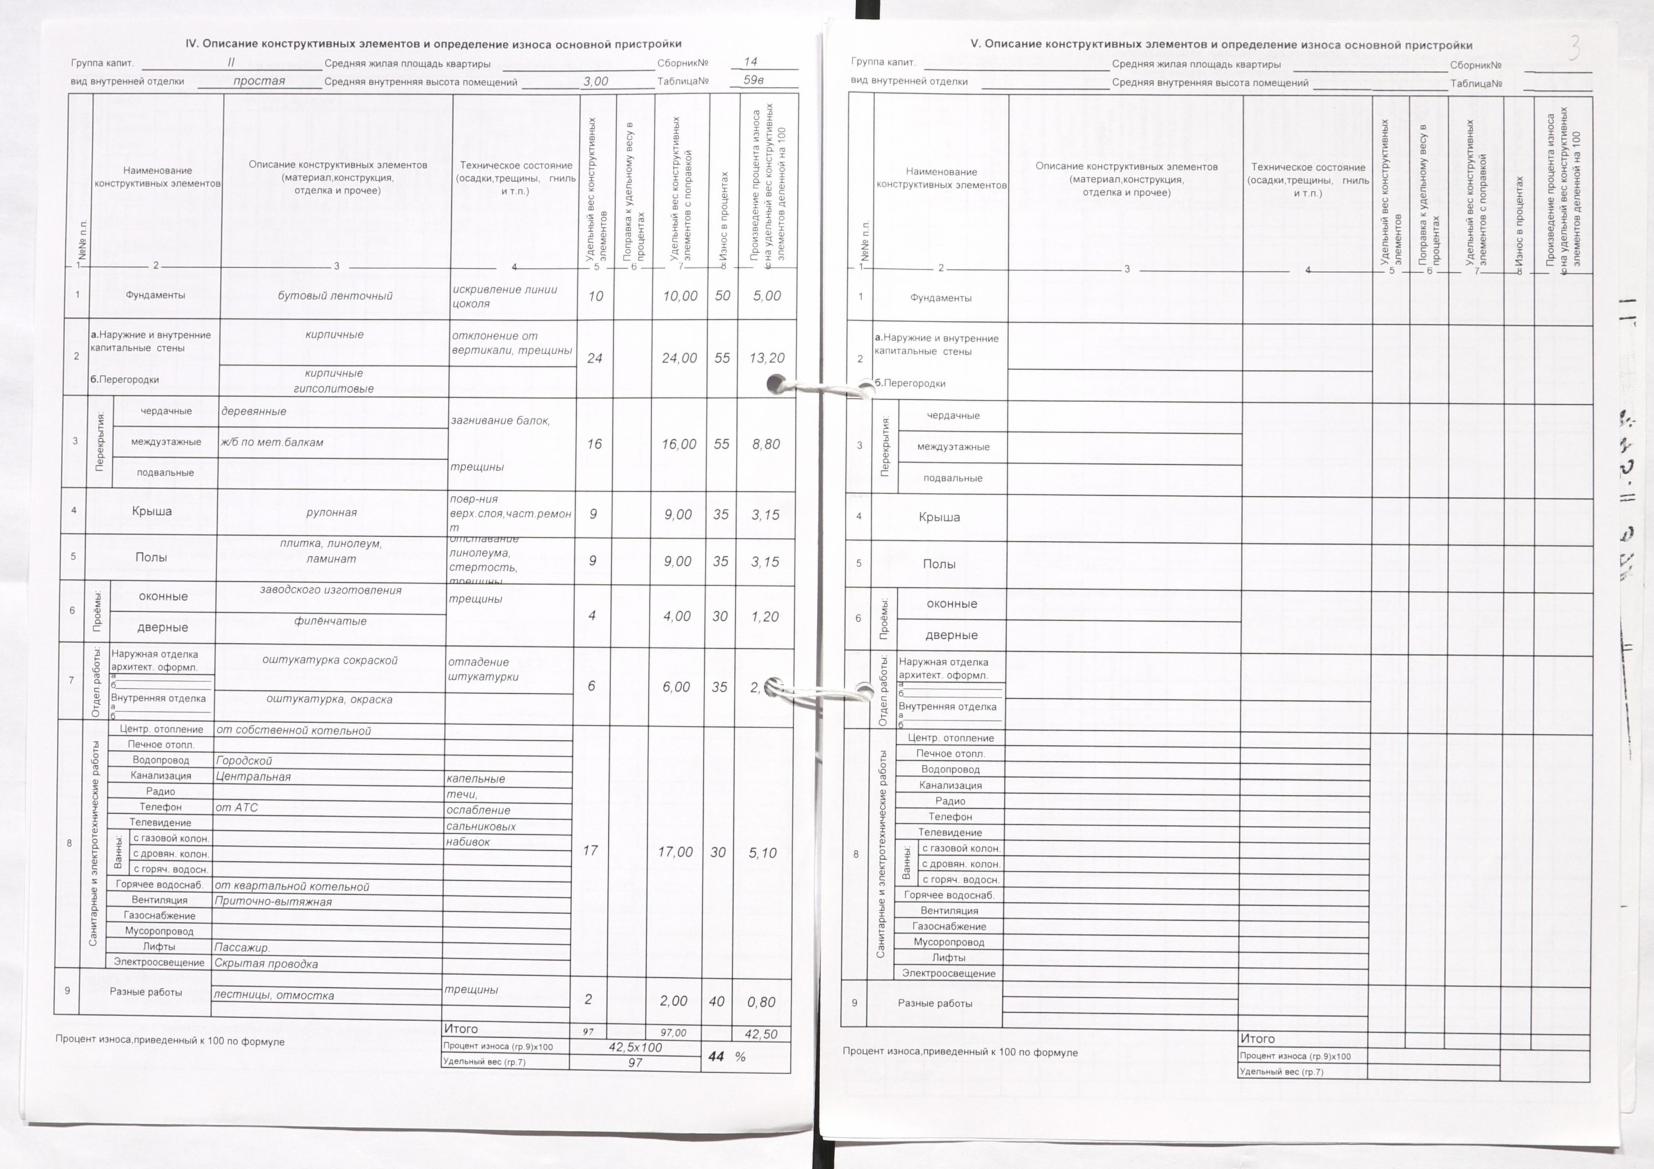 IV. Описание конструктивных элементов и определение износа основной пристройки
Группа капит. II Средняя жилая площадь квартиры Сборник№ 14
вид внутренней отделки простая Средняя внутренняя высота помещений 3,00 Таблица№ 59в
№№ п.п.
Наименование конструктивных элементов
Описание конструктивных элементов (материал,конструкция, отделка и прочее)
Техническое состояние (осадки,трещины, гниль и т.п.)
Удельный вес конструктивных элементов
Поправка к удельному весу в процентах
Удельный вес конструктивных элементов с поправкой
Износ в процентах
Произведение процента износа на удельный вес конструктивных элементов деленной на 100
1 2 3 4 5 6 7 8
1 Фундаменты бутовый ленточный искривление линии цоколя 10 10,00 50 5,00
2 а.Наружние и внутренние капитальные стены кирпичные отклонение от вертикали, трещины 24 24,00 55 13,20
б.Перегородки кирпичные гипсолитовые
3 Перекрытия: чердачные деревянные загнивание балок, 16 16,00 55 8,80
междуэтажные ж/б по мет.балкам
подвальные трещины
4 Крыша рулонная повр-ния верх.слоя,част.ремонт 9 9,00 35 3,15
5 Полы плитка, линолеум, ламинат отставание линолеума, стертость, трещины 9 9,00 35 3,15
6 Проёмы: оконные заводского изготовления трещины 4 4,00 30 1,20
дверные филёнчатые
7 Отдел.работы: Наружная отделка архитект. оформл. оштукатурка сокраской отпадение штукатурки 6 6,00 35 2,
а
б
Внутренняя отделка оштукатурка, окраска
а
б
8 Санитарные и электротехнические работы 17 17,00 30 5,10
Центр. отопление от собственной котельной
Печное отопл.
Водопровод Городской
Канализация Центральная капельные
Радио течи,
Телефон от АТС ослабление
Телевидение сальниковых
Ванны: с газовой колон. набивок
с дровян. колон.
с горяч. водосн.
Горячее водоснаб. от квартальной котельной
Вентиляция Приточно-вытяжная
Газоснабжение
Мусоропровод
Лифты Пассажир.
Электроосвещение Скрытая проводка
9 Разные работы лестницы, отмостка трещины 2 2,00 40 0,80
Итого 97 97,00 42,50
Процент износа,приведенный к 100 по формуле
Процент износа (гр.9)х100 42,5х100 44 %
Удельный вес (гр.7) 97
3
V. Описание конструктивных элементов и определение износа основной пристройки
Группа капит. Средняя жилая площадь квартиры Сборник№
вид внутренней отделки Средняя внутренняя высота помещений Таблица№
№№ п.п.
Наименование конструктивных элементов
Описание конструктивных элементов (материал,конструкция, отделка и прочее)
Техническое состояние (осадки,трещины, гниль и т.п.)
Удельный вес конструктивных элементов
Поправка к удельному весу в процентах
Удельный вес конструктивных элементов с поправкой
Износ в процентах
Произведение процента износа на удельный вес конструктивных элементов деленной на 100
1 2 3 4 5 6 7 8
1 Фундаменты
2 а.Наружние и внутренние капитальные стены
б.Перегородки
3 Перекрытия: чердачные
междуэтажные
подвальные
4 Крыша
5 Полы
6 Проёмы: оконные
дверные
7 Отдел.работы: Наружная отделка архитект. оформл.
а
б
Внутренняя отделка
а
б
8 Санитарные и электротехнические работы
Центр. отопление
Печное отопл.
Водопровод
Канализация
Радио
Телефон
Телевидение
Ванны: с газовой колон.
с дровян. колон.
с горяч. водосн.
Горячее водоснаб.
Вентиляция
Газоснабжение
Мусоропровод
Лифты
Электроосвещение
9 Разные работы
Итого
Процент износа,приведенный к 100 по формуле
Процент износа (гр.9)х100
Удельный вес (гр.7)